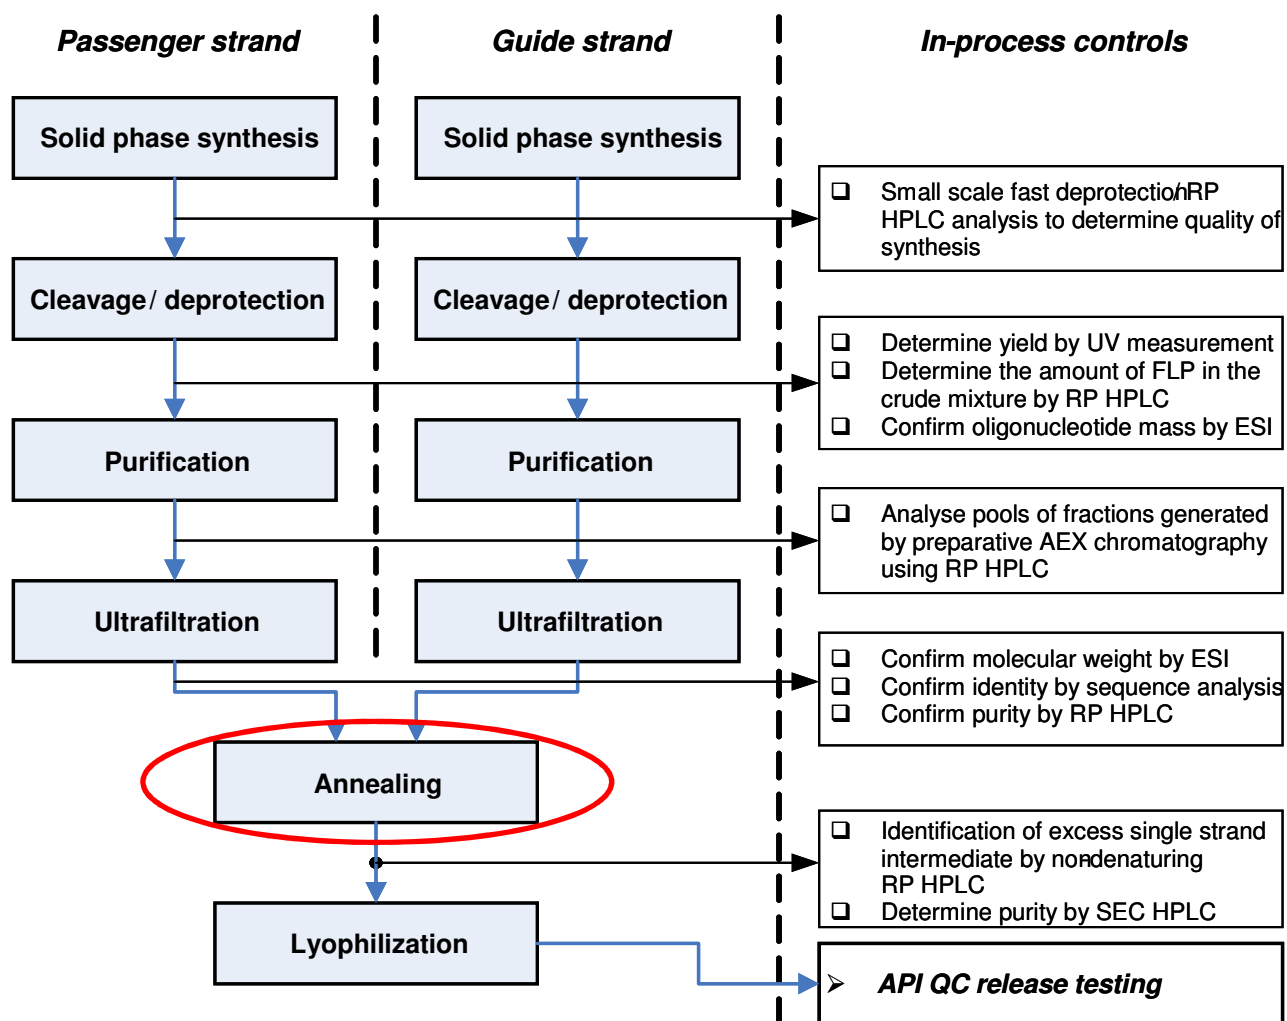 Passenger strand
Guide strand
In-process controls
Solid phase synthesis
Solid phase synthesis
Small scale fast deprotection/RP
HPLC analysis to determine quality of
synthesis
Cleavage / deprotection
Cleavage / deprotection
Determine yield by UV measurement
Determine the amount of FLP in the
crude mixture by RP HPLC
Confirm oligonucleotide mass by ESI
Purification
Purification
Analyse pools of fractions generated
by preparative AEX chromatography
using RP HPLC
Ultrafiltration
Ultrafiltration
Confirm molecular weight by ESI
Confirm identity by sequence analysis
Confirm purity by RP HPLC
Annealing
Identification of excess single strand
intermediate by non-denaturing
RP HPLC
Determine purity by SEC HPLC
Lyophilization
API QC release testing